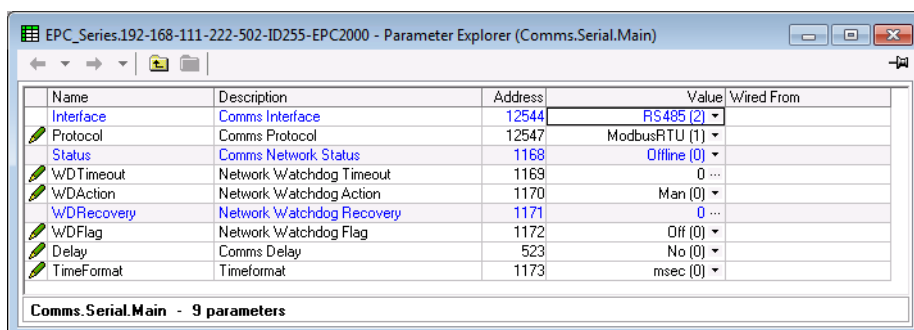 EPC_Series.192-168-111-222-502-ID255-EPC2000 - Parameter Explorer (Comms.Serial.Main)
Name Description Address Value Wired From
Interface Comms Interface 12544 RS485 (2)
Protocol Comms Protocol 12547 ModbusRTU (1)
Status Comms Network Status 1168 Offline (0)
WDTimeout Network Watchdog Timeout 1169 0 ...
WDAction Network Watchdog Action 1170 Man (0)
WDRecovery Network Watchdog Recovery 1171 0 ...
WDFlag Network Watchdog Flag 1172 Off (0)
Delay Comms Delay 523 No (0)
TimeFormat Timeformat 1173 msec (0)
Comms.Serial.Main - 9 parameters